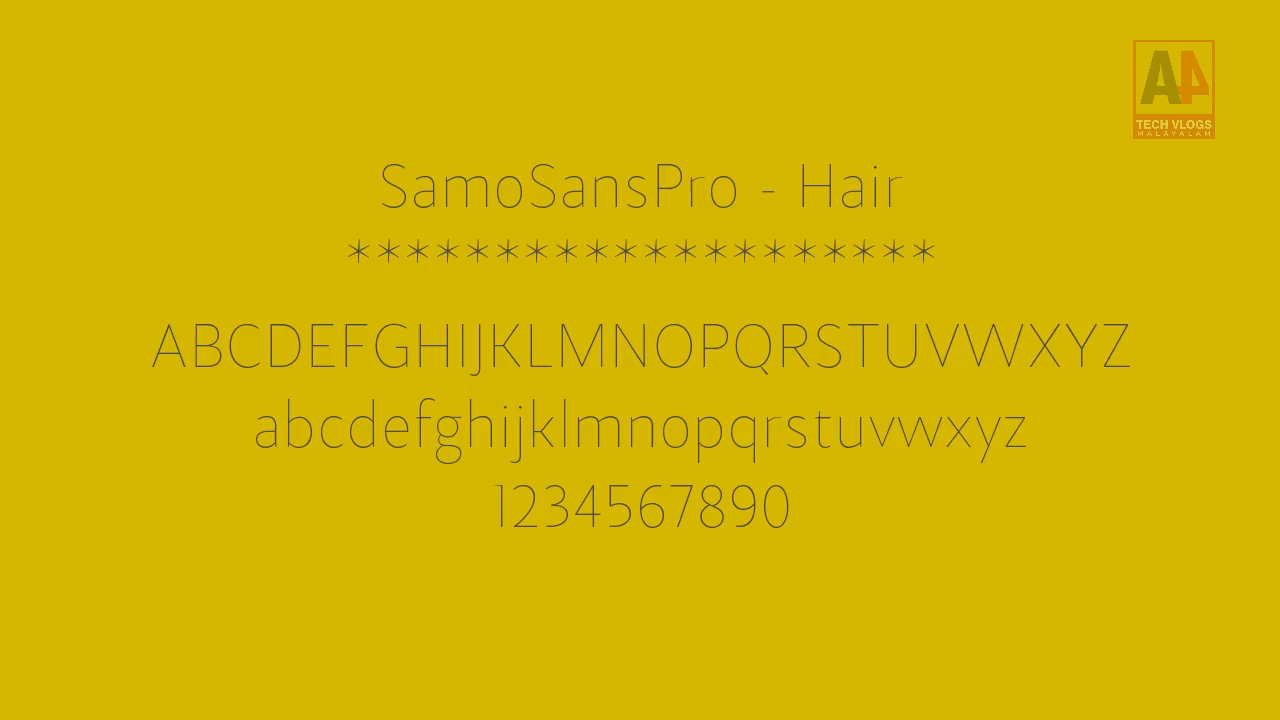 A4
TECH VLOGS
MALAYALAM
SamoSansPro - Hair
********************
ABCDEFGHIJKLMNOPQRSTUVWXYZ
abcdefghijklmnopqrstuvwxyz
1234567890